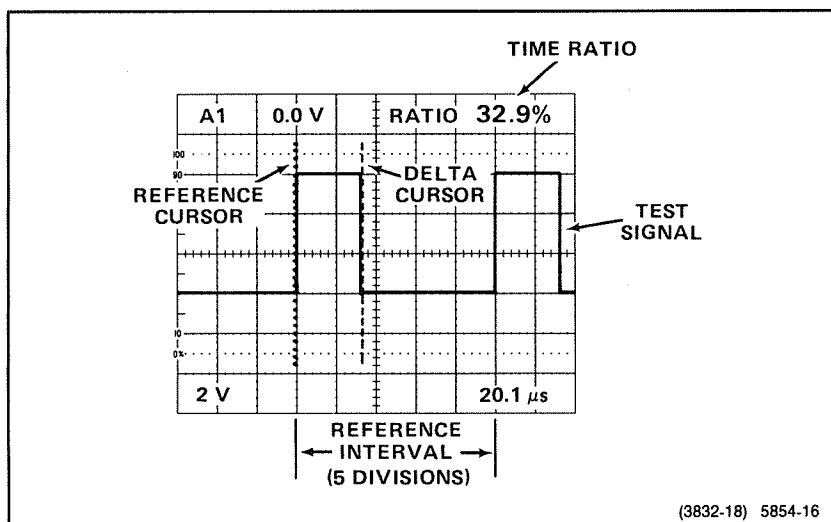 TIME RATIO
A1 0.0 V RATIO 32.9%
100
90
REFERENCE
CURSOR
DELTA
CURSOR
TEST
SIGNAL
10
0%
2 V 20.1 μs
REFERENCE
INTERVAL
(5 DIVISIONS)
(3832-18) 5854-16